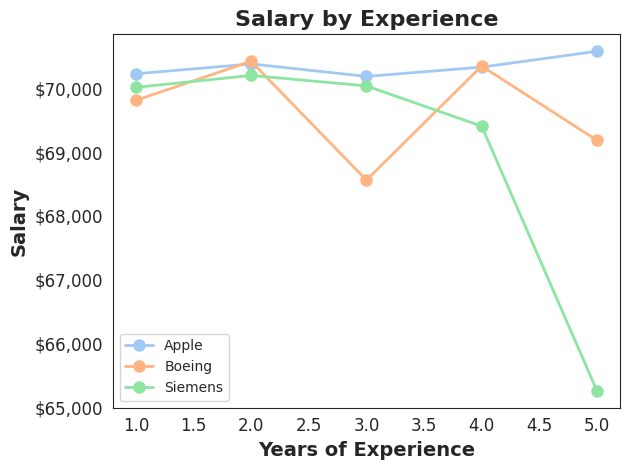 Salary by Experience
Salary
$70,000
$69,000
$68,000
$67,000
$66,000
$65,000
Apple
Boeing
Siemens
1.0 1.5 2.0 2.5 3.0 3.5 4.0 4.5 5.0
Years of Experience